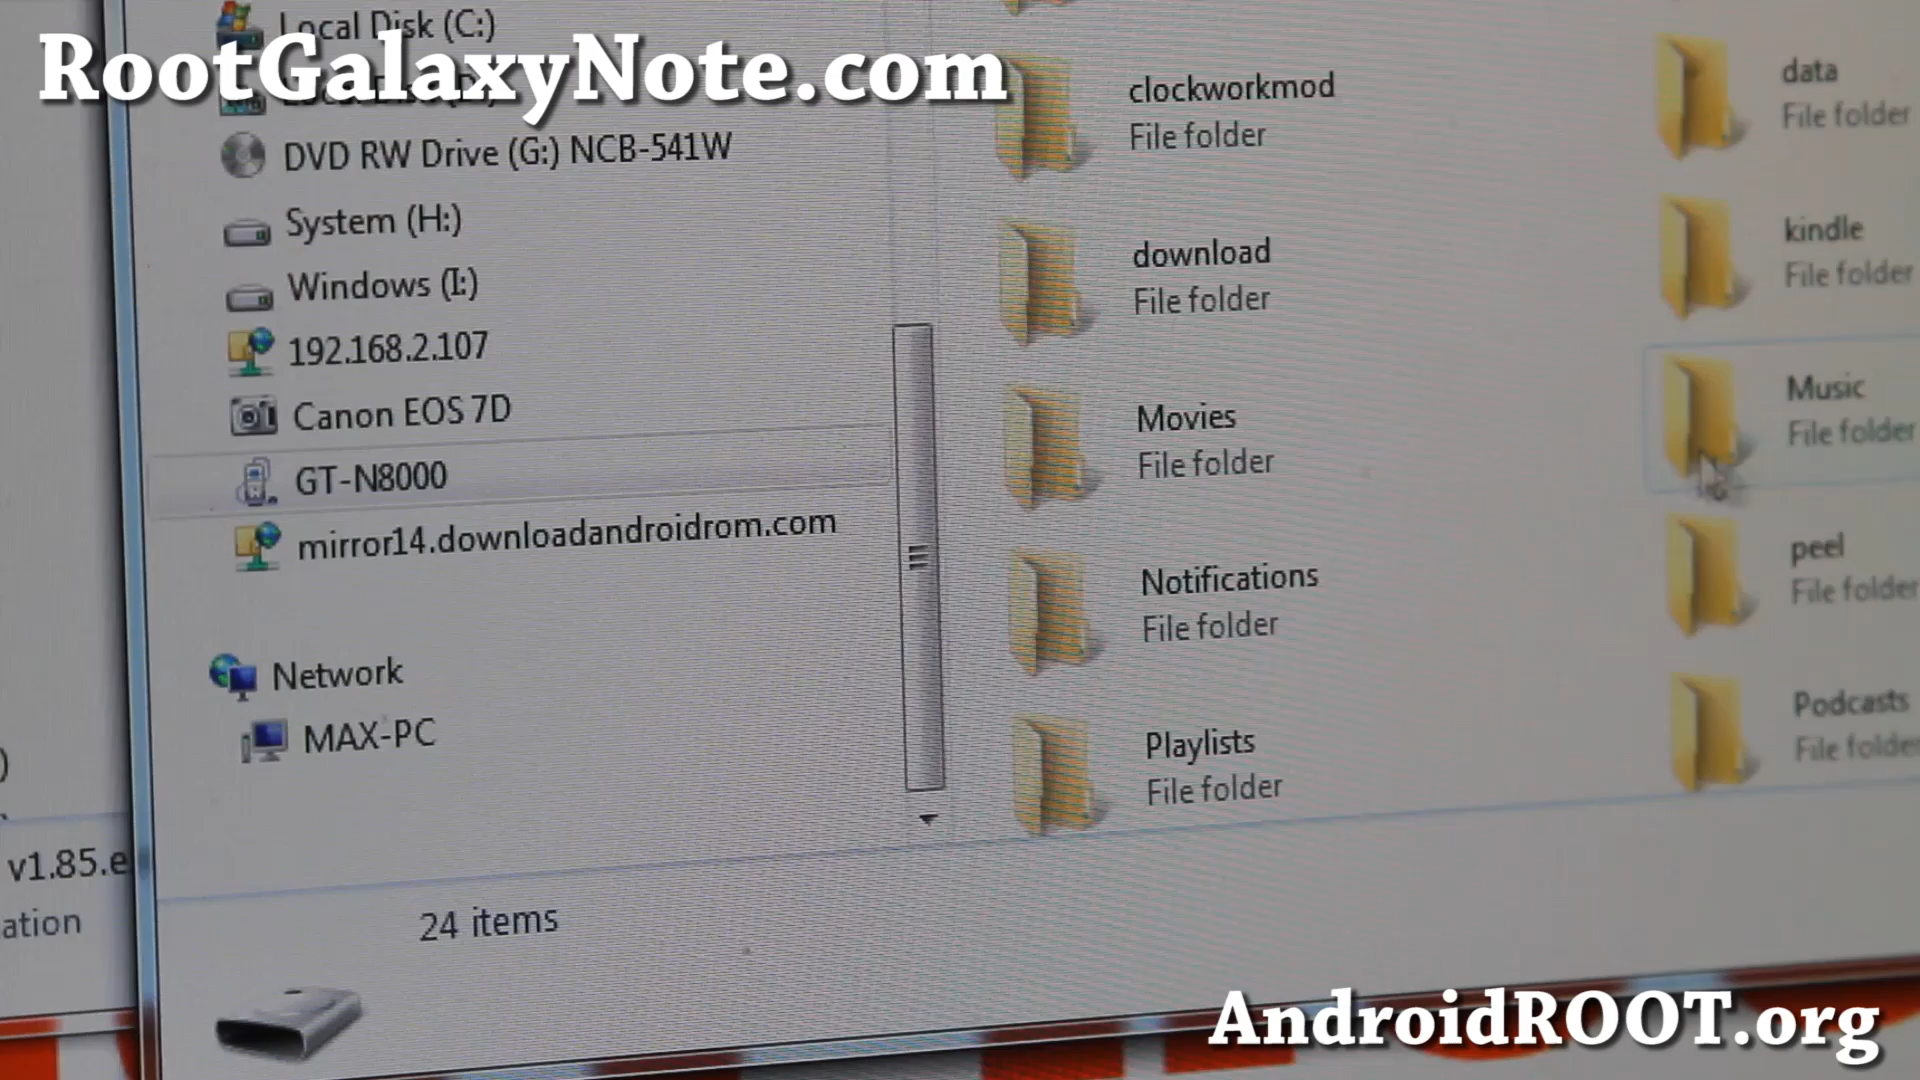 Local Disk (C:)
RootGalaxyNote.com
DVD RW Drive (G:) NCB-541W
System (H:)
Windows (I:)
192.168.2.107
Canon EOS 7D
GT-N8000
mirror14.downloadandroidrom.com
Network
MAX-PC
clockworkmod
File folder
download
File folder
Movies
File folder
Notifications
File folder
Playlists
File folder
data
File folder
kindle
File folder
Music
File folder
peel
File folder
Podcasts
File folder
)
v1.85.e
ation
24 items
AndroidROOT.org